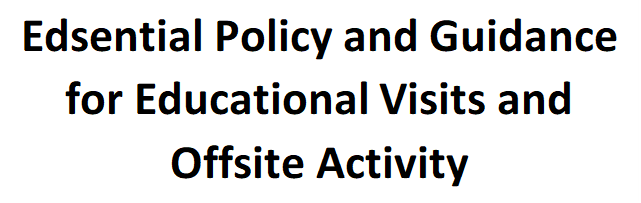 Edsential Policy and Guidance
for Educational Visits and
Offsite Activity